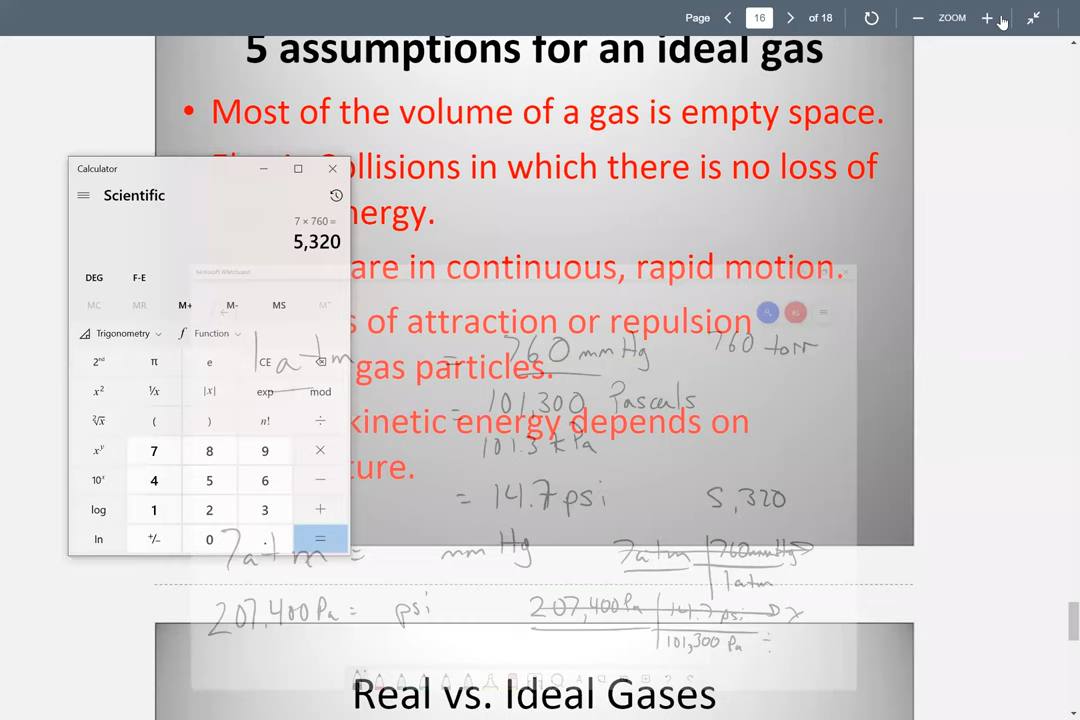 Page 16 of 18 ZOOM
5 assumptions for an ideal gas
• Most of the volume of a gas is empty space.
Collisions in which there is no loss of
energy.
are in continuous, rapid motion.
of attraction or repulsion
gas particles.
kinetic energy depends on
Calculator
Scientific
7 × 760 =
5,320
DEG F-E
MC MR M+ M- MS
Trigonometry Function
2nd π e CE
x² ¹/x |x| exp mod
²√x ( ) n! ÷
xʸ 7 8 9 ×
10ˣ 4 5 6 −
log 1 2 3 +
ln +/− 0 . =
Microsoft Whiteboard
1 atm = 760 mm Hg 760 torr
= 101,300 Pascals
101.3 kPa
= 14.7 psi 5,320
7 atm = mm Hg 7 atm 760 mm Hg
1 atm
207,400 Pa = psi 207,400 Pa 14.7 psi x
101,300 Pa ÷
Real vs. Ideal Gases